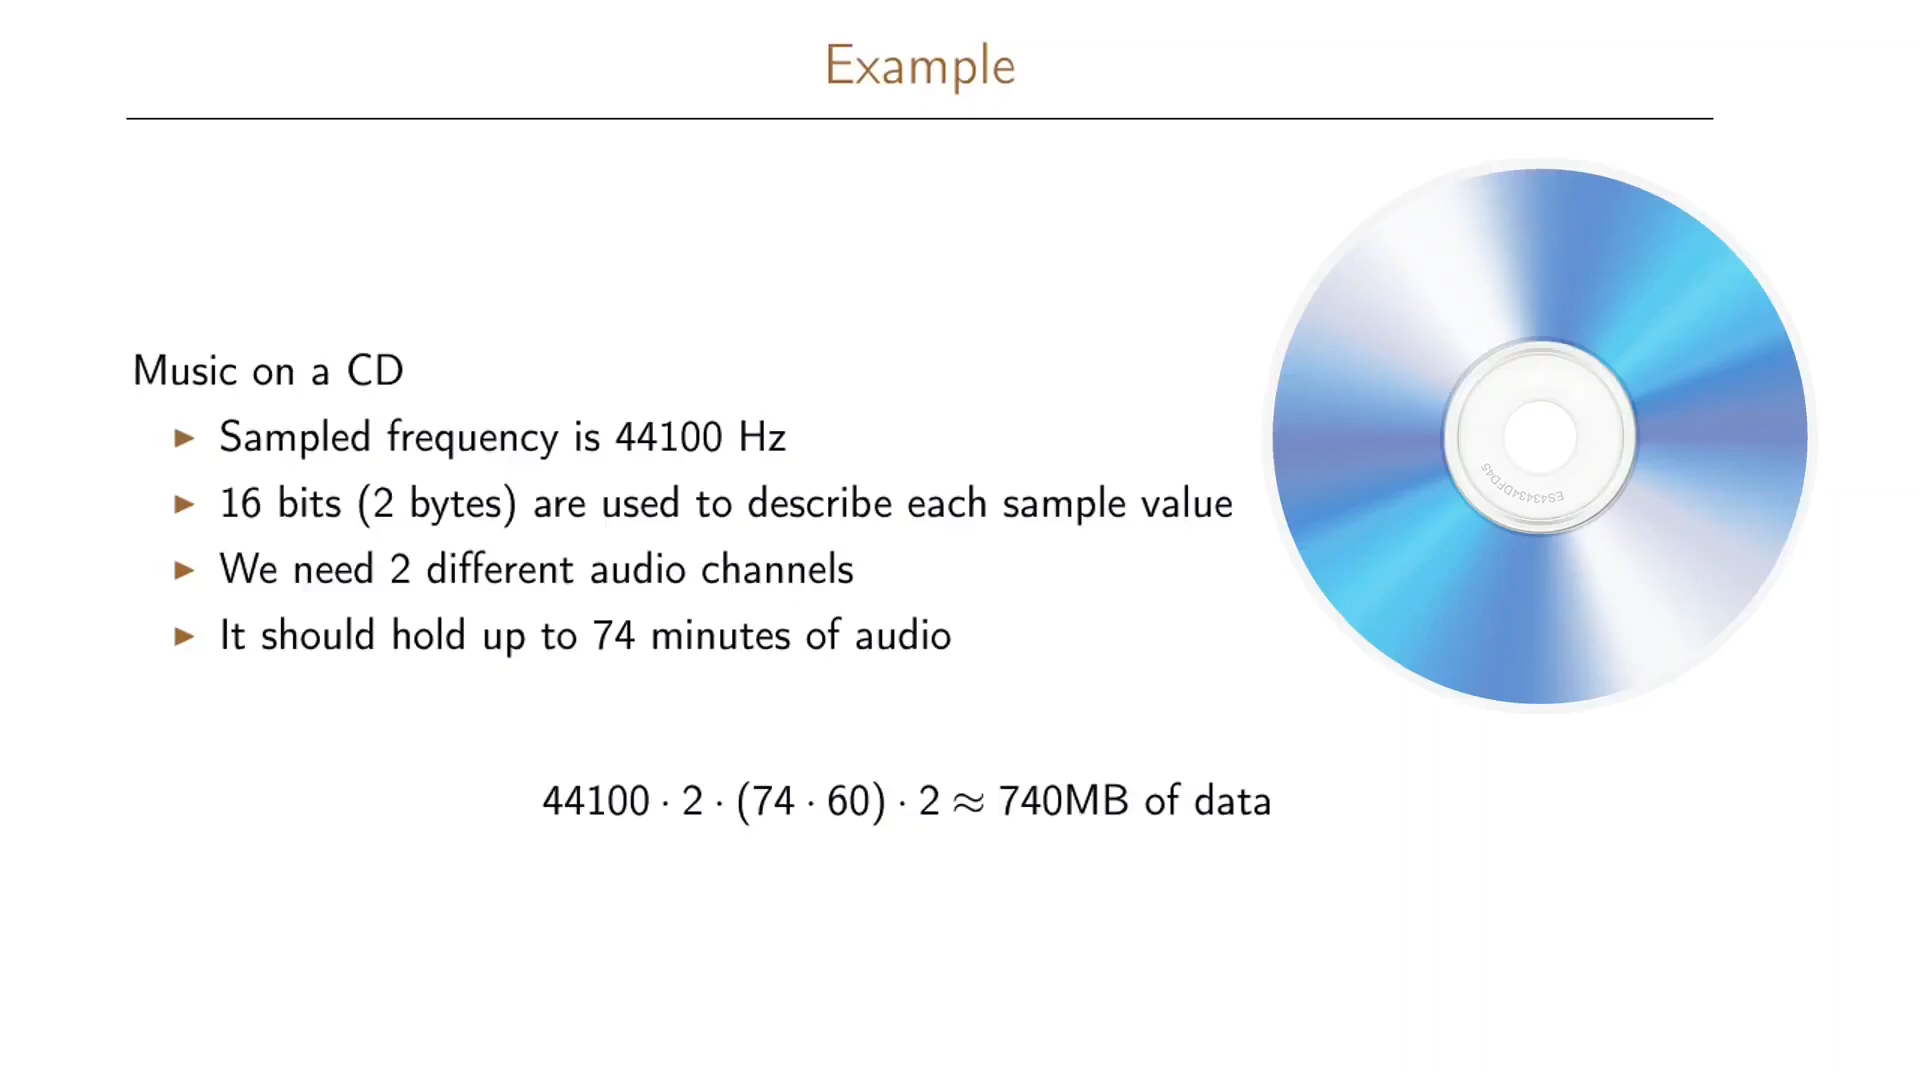 Example
Music on a CD
▶ Sampled frequency is 44100 Hz
▶ 16 bits (2 bytes) are used to describe each sample value
▶ We need 2 different audio channels
▶ It should hold up to 74 minutes of audio
ES43434DFD45
44100 · 2 · (74 · 60) · 2 ≈ 740MB of data